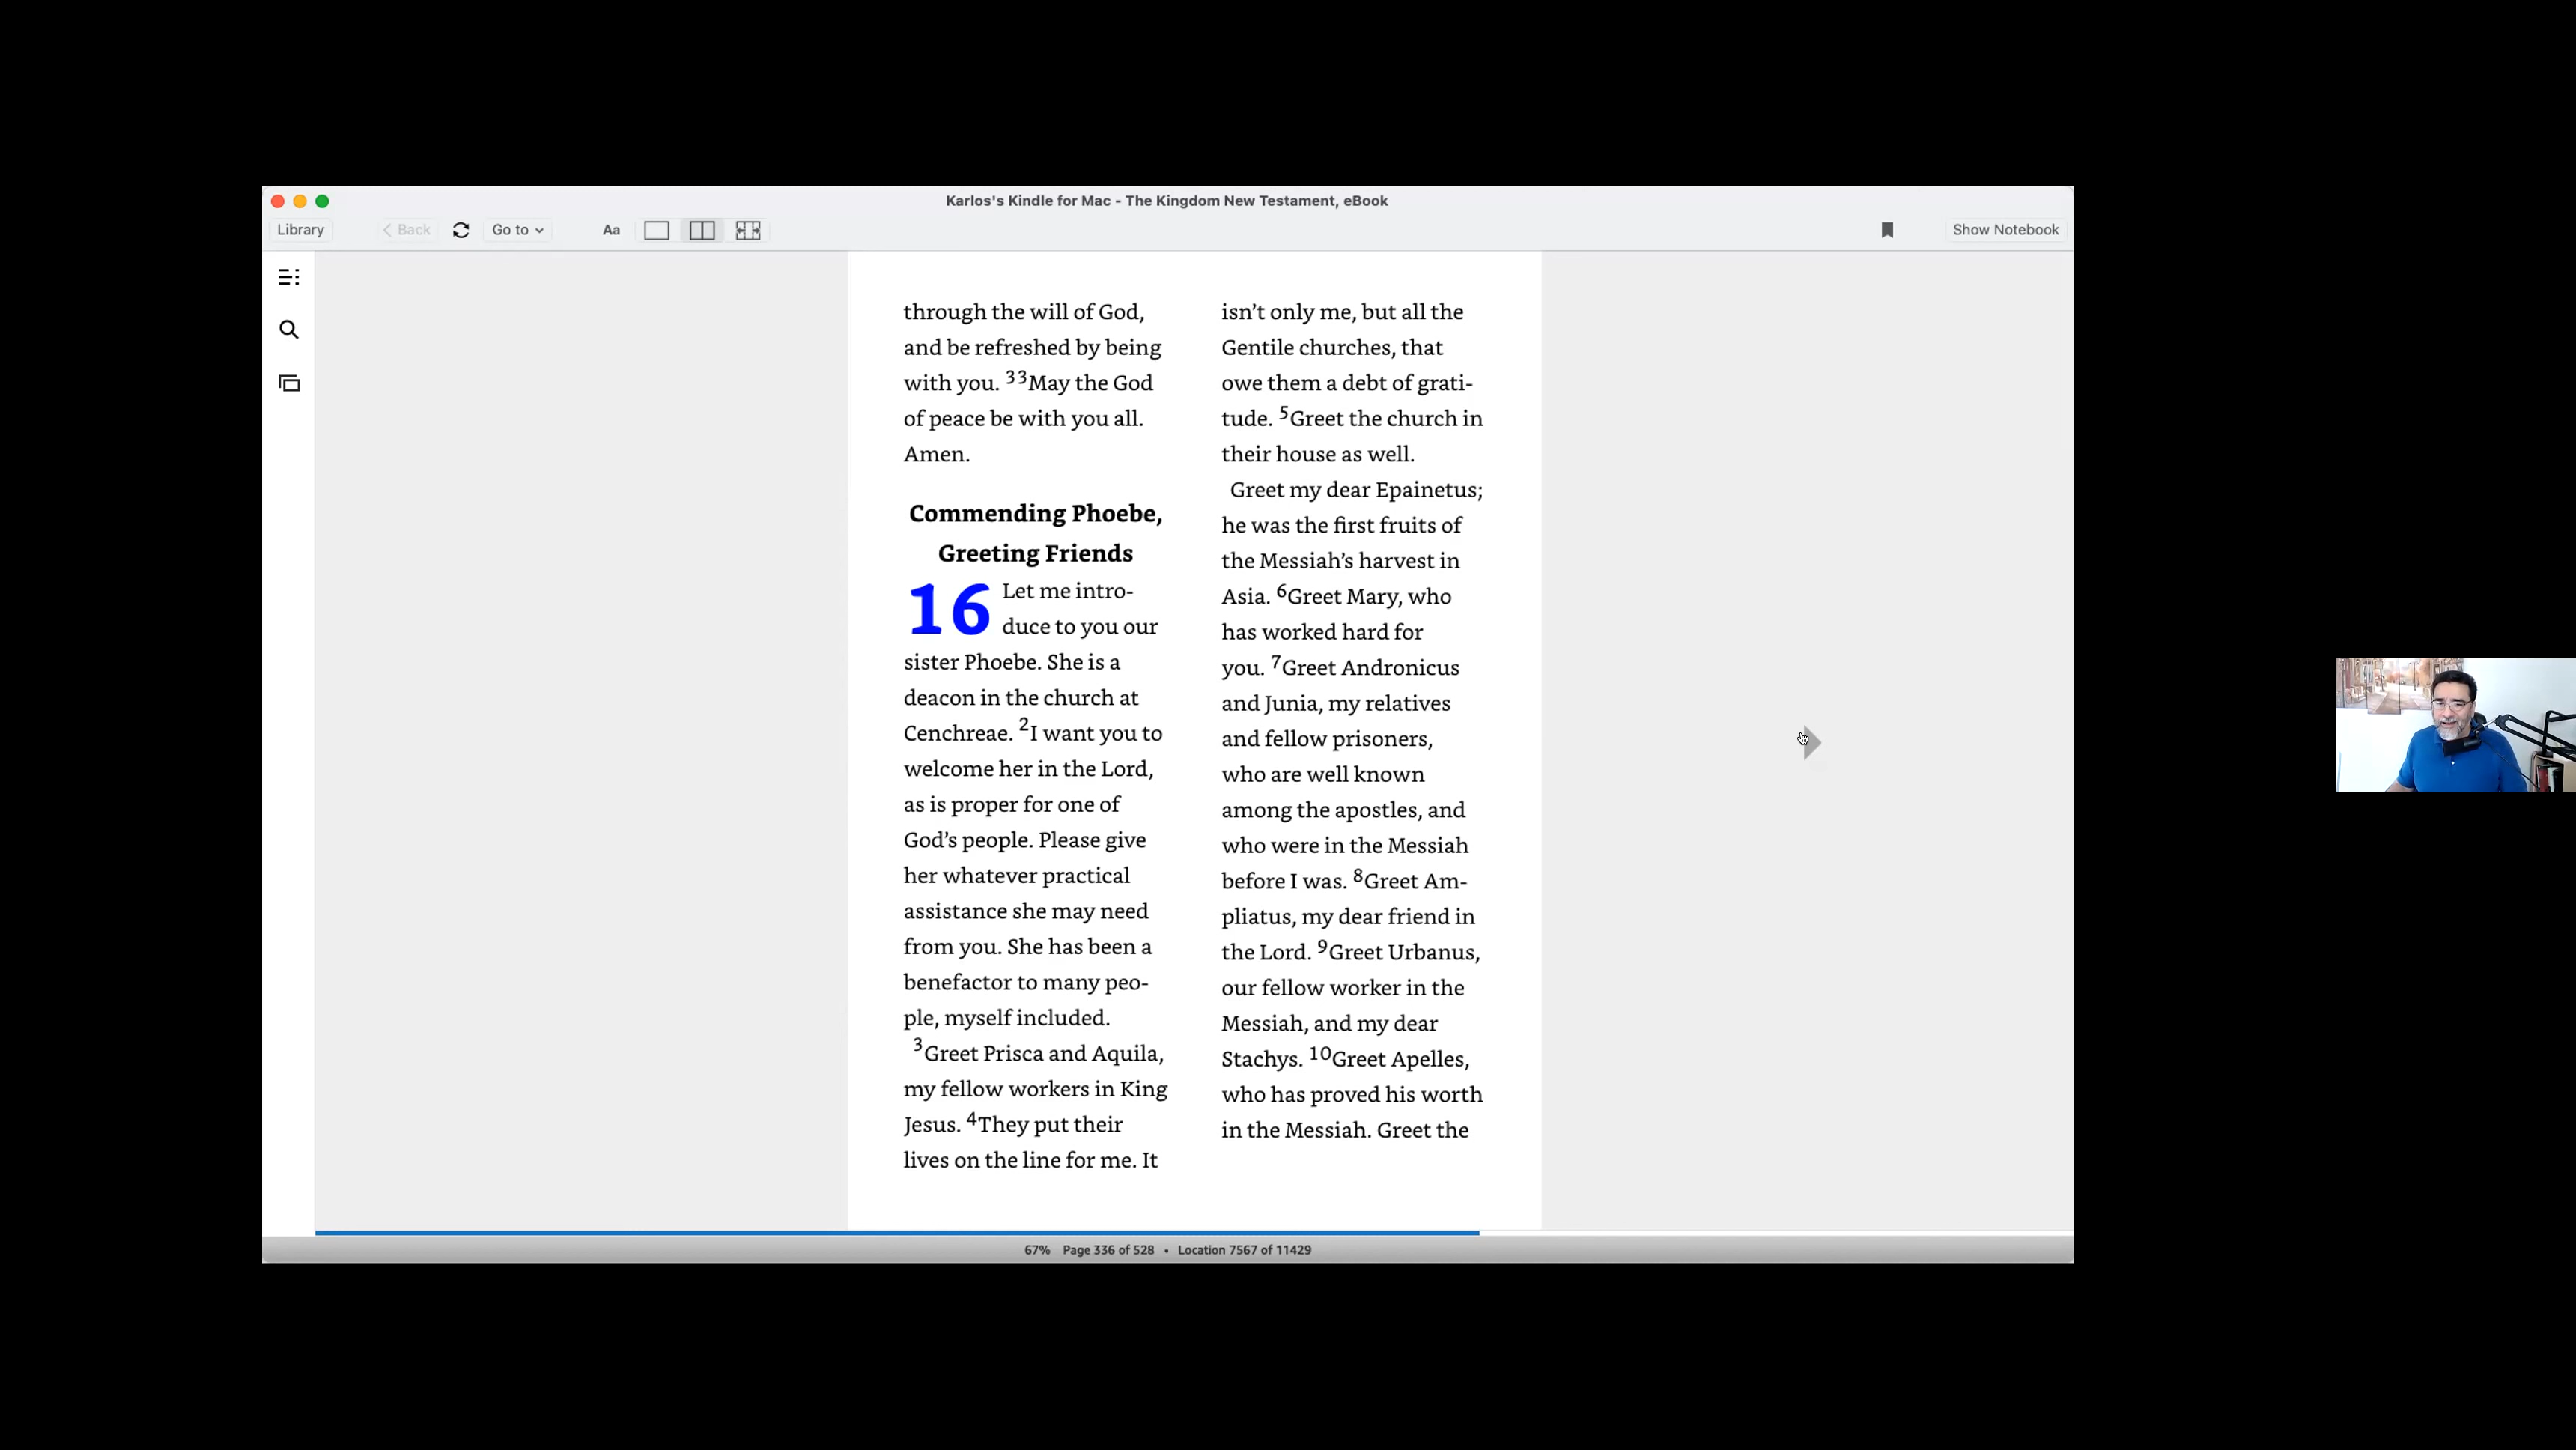 Karlos's Kindle for Mac - The Kingdom New Testament, eBook
Library
Back
Go to
Aa
Show Notebook
through the will of God,
and be refreshed by being
with you. 33May the God
of peace be with you all.
Amen.
Commending Phoebe,
Greeting Friends
16 Let me intro-
duce to you our
sister Phoebe. She is a
deacon in the church at
Cenchreae. 2I want you to
welcome her in the Lord,
as is proper for one of
God’s people. Please give
her whatever practical
assistance she may need
from you. She has been a
benefactor to many peo-
ple, myself included.
3Greet Prisca and Aquila,
my fellow workers in King
Jesus. 4They put their
lives on the line for me. It
isn’t only me, but all the
Gentile churches, that
owe them a debt of grati-
tude. 5Greet the church in
their house as well.
Greet my dear Epainetus;
he was the first fruits of
the Messiah’s harvest in
Asia. 6Greet Mary, who
has worked hard for
you. 7Greet Andronicus
and Junia, my relatives
and fellow prisoners,
who are well known
among the apostles, and
who were in the Messiah
before I was. 8Greet Am-
pliatus, my dear friend in
the Lord. 9Greet Urbanus,
our fellow worker in the
Messiah, and my dear
Stachys. 10Greet Apelles,
who has proved his worth
in the Messiah. Greet the
67% Page 336 of 528 • Location 7567 of 11429